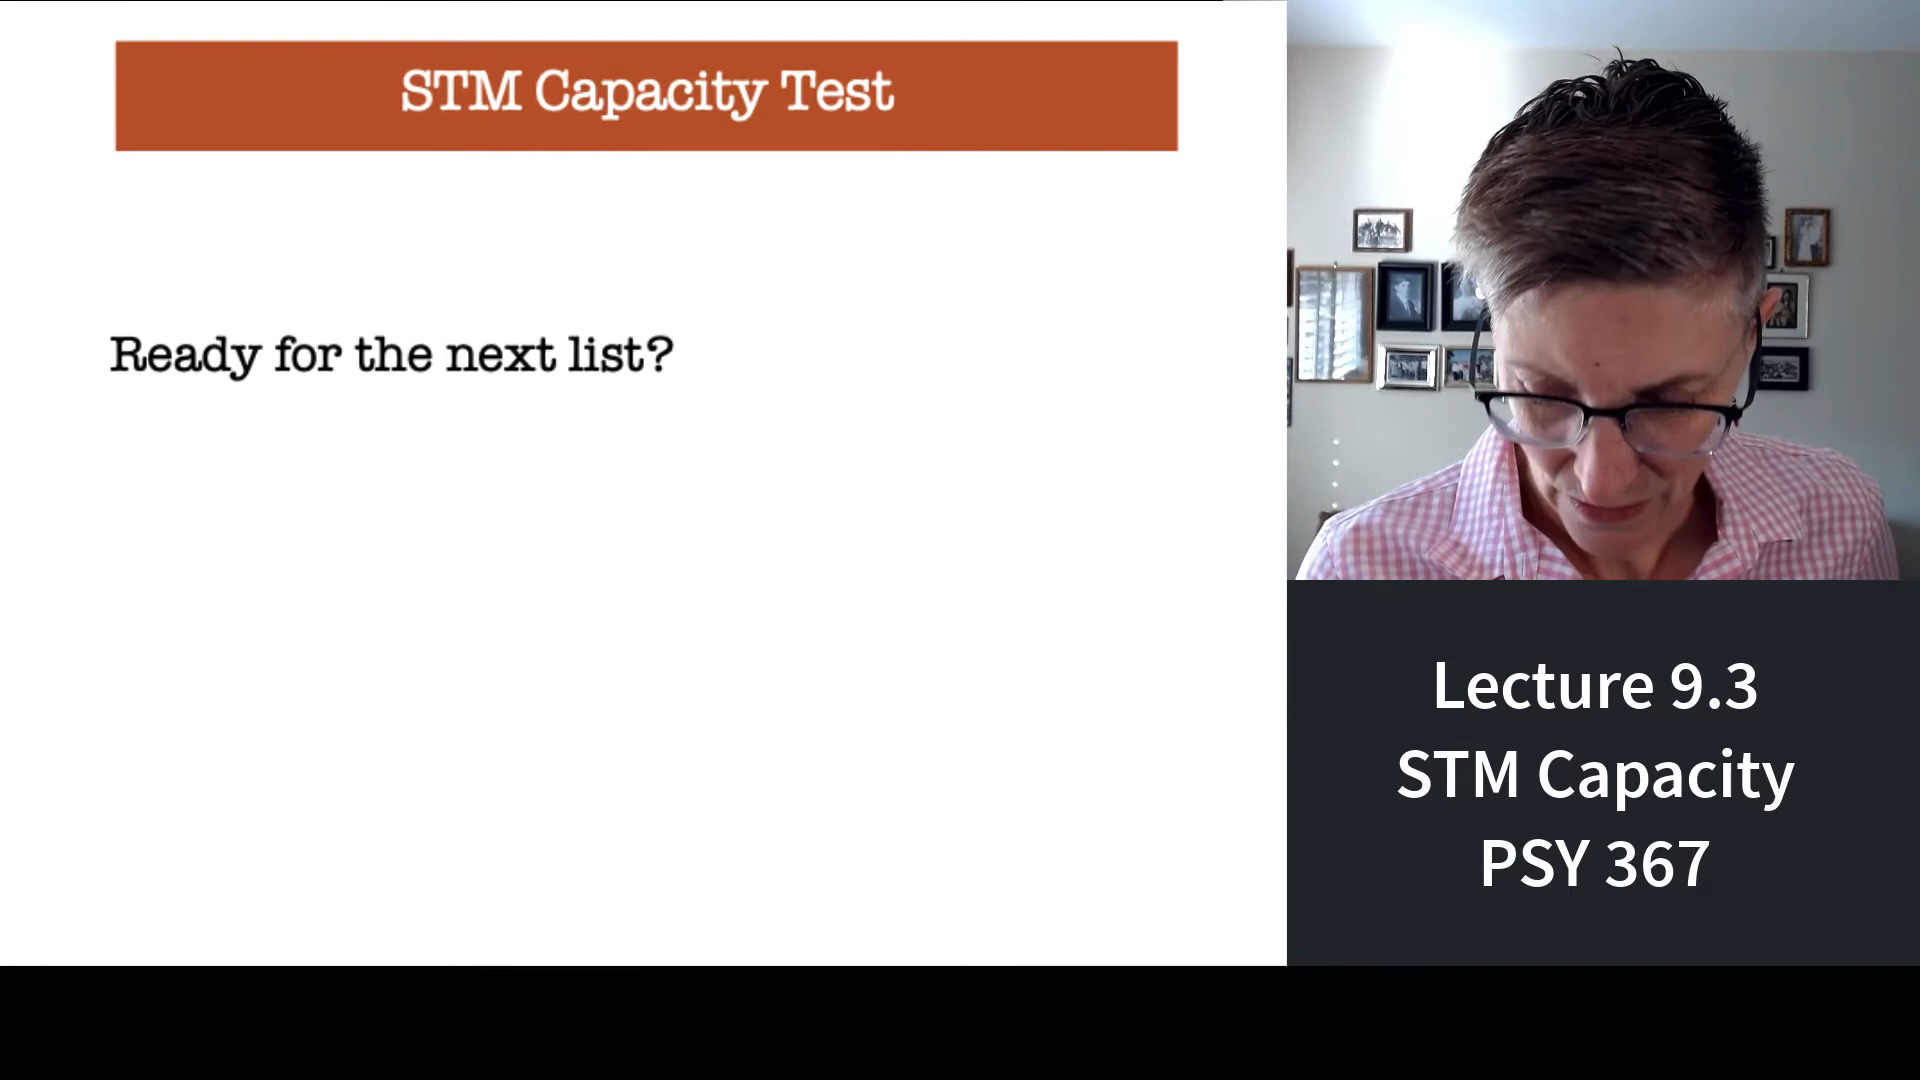 STM Capacity Test
Ready for the next list?
Lecture 9.3
STM Capacity
PSY 367